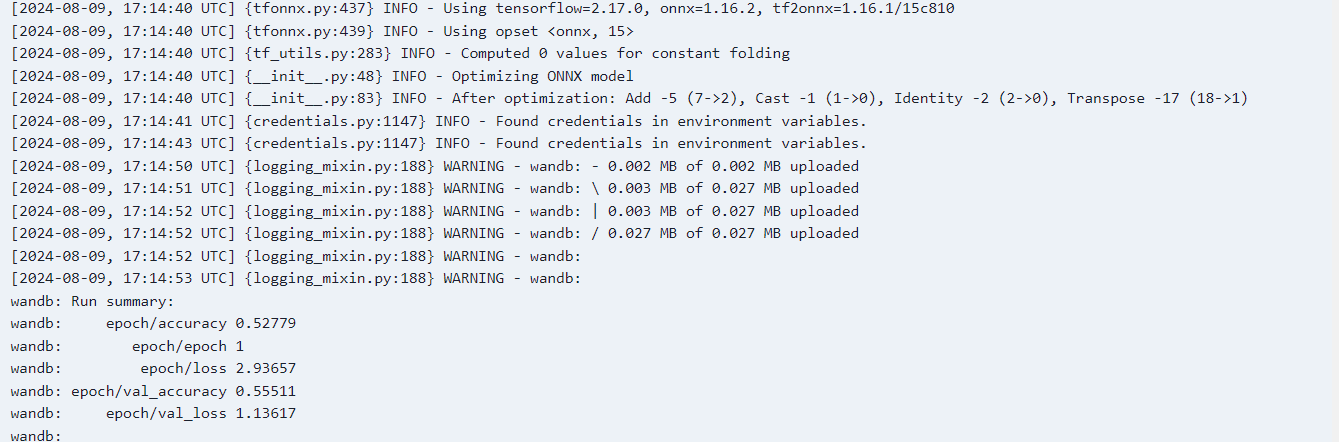 [2024-08-09, 17:14:40 UTC] {tfonnx.py:437} INFO - Using tensorflow=2.17.0, onnx=1.16.2, tf2onnx=1.16.1/15c810
[2024-08-09, 17:14:40 UTC] {tfonnx.py:439} INFO - Using opset <onnx, 15>
[2024-08-09, 17:14:40 UTC] {tf_utils.py:283} INFO - Computed 0 values for constant folding
[2024-08-09, 17:14:40 UTC] {__init__.py:48} INFO - Optimizing ONNX model
[2024-08-09, 17:14:40 UTC] {__init__.py:83} INFO - After optimization: Add -5 (7->2), Cast -1 (1->0), Identity -2 (2->0), Transpose -17 (18->1)
[2024-08-09, 17:14:41 UTC] {credentials.py:1147} INFO - Found credentials in environment variables.
[2024-08-09, 17:14:43 UTC] {credentials.py:1147} INFO - Found credentials in environment variables.
[2024-08-09, 17:14:50 UTC] {logging_mixin.py:188} WARNING - wandb: - 0.002 MB of 0.002 MB uploaded
[2024-08-09, 17:14:51 UTC] {logging_mixin.py:188} WARNING - wandb: \ 0.003 MB of 0.027 MB uploaded
[2024-08-09, 17:14:52 UTC] {logging_mixin.py:188} WARNING - wandb: | 0.003 MB of 0.027 MB uploaded
[2024-08-09, 17:14:52 UTC] {logging_mixin.py:188} WARNING - wandb: / 0.027 MB of 0.027 MB uploaded
[2024-08-09, 17:14:52 UTC] {logging_mixin.py:188} WARNING - wandb:
[2024-08-09, 17:14:53 UTC] {logging_mixin.py:188} WARNING - wandb:
wandb: Run summary:
wandb:     epoch/accuracy 0.52779
wandb:        epoch/epoch 1
wandb:         epoch/loss 2.93657
wandb: epoch/val_accuracy 0.55511
wandb:     epoch/val_loss 1.13617
wandb: